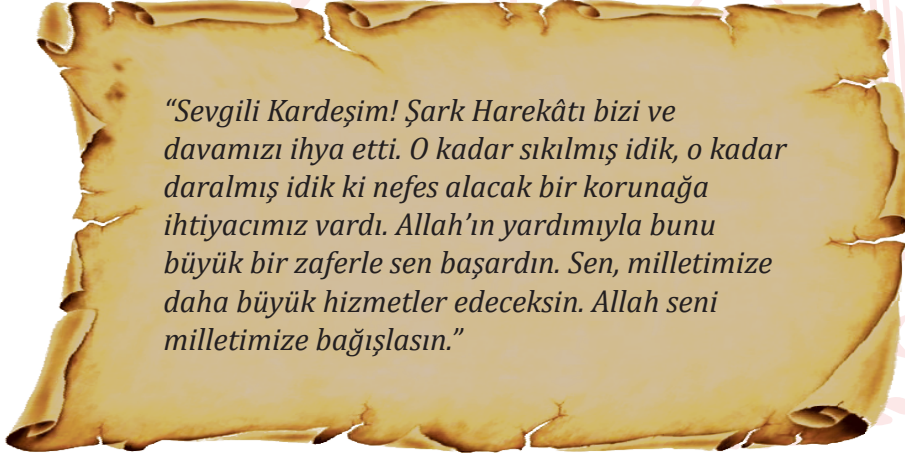 “Sevgili Kardeşim! Şark Harekâtı bizi ve
davamızı ihya etti. O kadar sıkılmış idik, o kadar
daralmış idik ki nefes alacak bir korunağa
ihtiyacımız vardı. Allah’ın yardımıyla bunu
büyük bir zaferle sen başardın. Sen, milletimize
daha büyük hizmetler edeceksin. Allah seni
milletimize bağışlasın.”